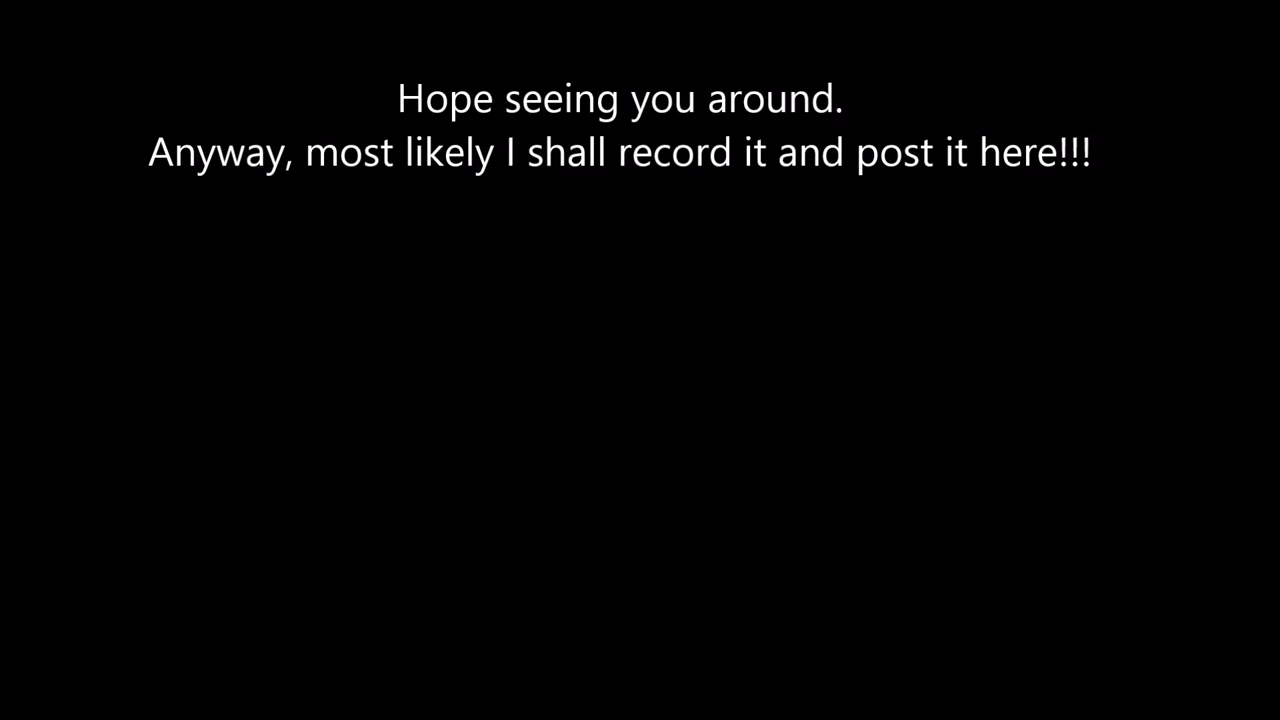 Hope seeing you around.
Anyway, most likely I shall record it and post it here!!!